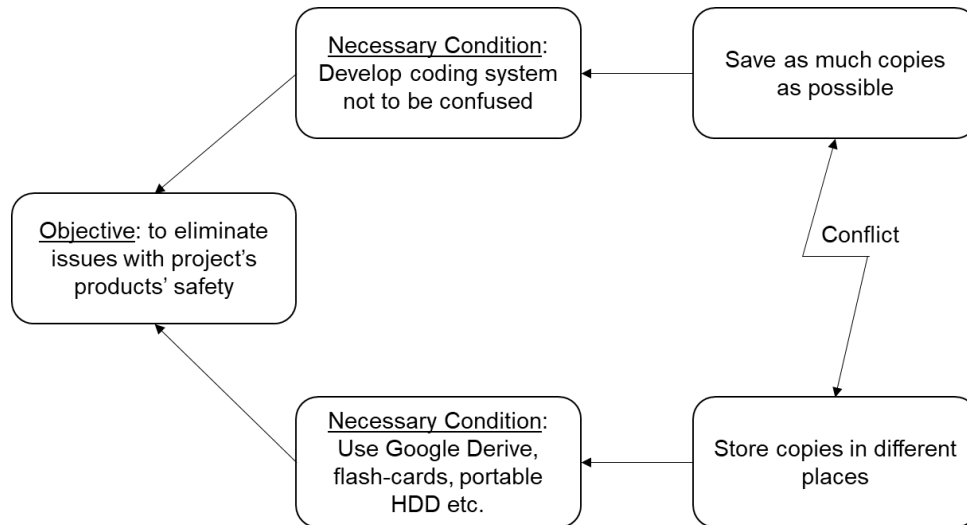 Necessary Condition:
Develop coding system
not to be confused
Save as much copies
as possible
Objective: to eliminate
issues with project’s
products’ safety
Conflict
Necessary Condition:
Use Google Derive,
flash-cards, portable
HDD etc.
Store copies in different
places